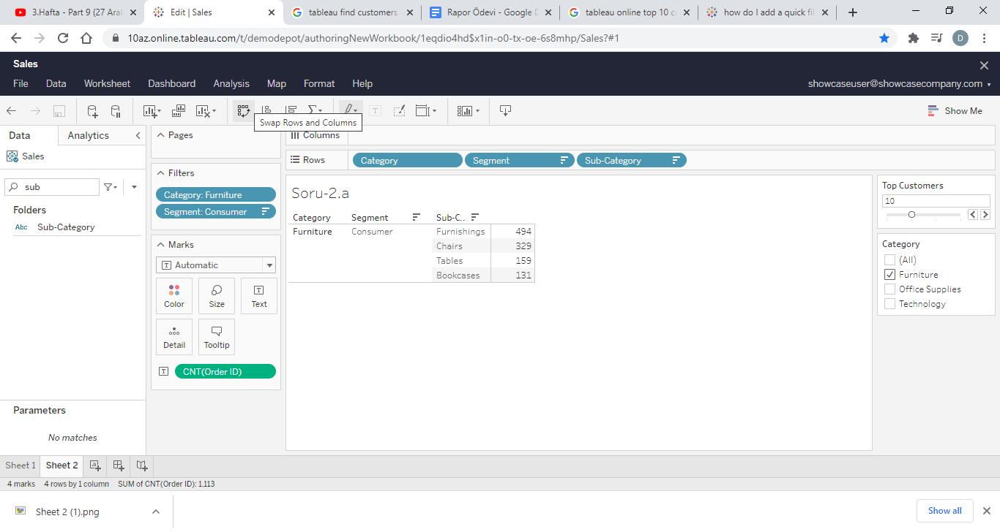 3.Hafta - Part 9 (27 Aral
Edit | Sales
tableau find customers
Rapor Ödevi - Google D
tableau online top 10 c
how do I add a quick fil
10az.online.tableau.com/t/demodepot/authoringNewWorkbook/1eqdio4hd$x1in-o0-tx-oe-6s8mhp/Sales?#1
D
Sales
File Data Worksheet Dashboard Analysis Map Format Help
showcaseuser@showcasecompany.com
Show Me
Swap Rows and Columns
Data
Analytics
Sales
sub
Folders
Abc Sub-Category
Parameters
No matches
Pages
Filters
Category: Furniture
Segment: Consumer
Marks
Automatic
Color Size Text
Detail Tooltip
CNT(Order ID)
Columns
Rows Category Segment Sub-Category
Soru-2.a
Category Segment Sub-C..
Furniture Consumer Furnishings 494
Chairs 329
Tables 159
Bookcases 131
Top Customers
10
Category
(All)
Furniture
Office Supplies
Technology
Sheet 1 Sheet 2
4 marks 4 rows by 1 column SUM of CNT(Order ID): 1,113
Sheet 2 (1).png
Show all